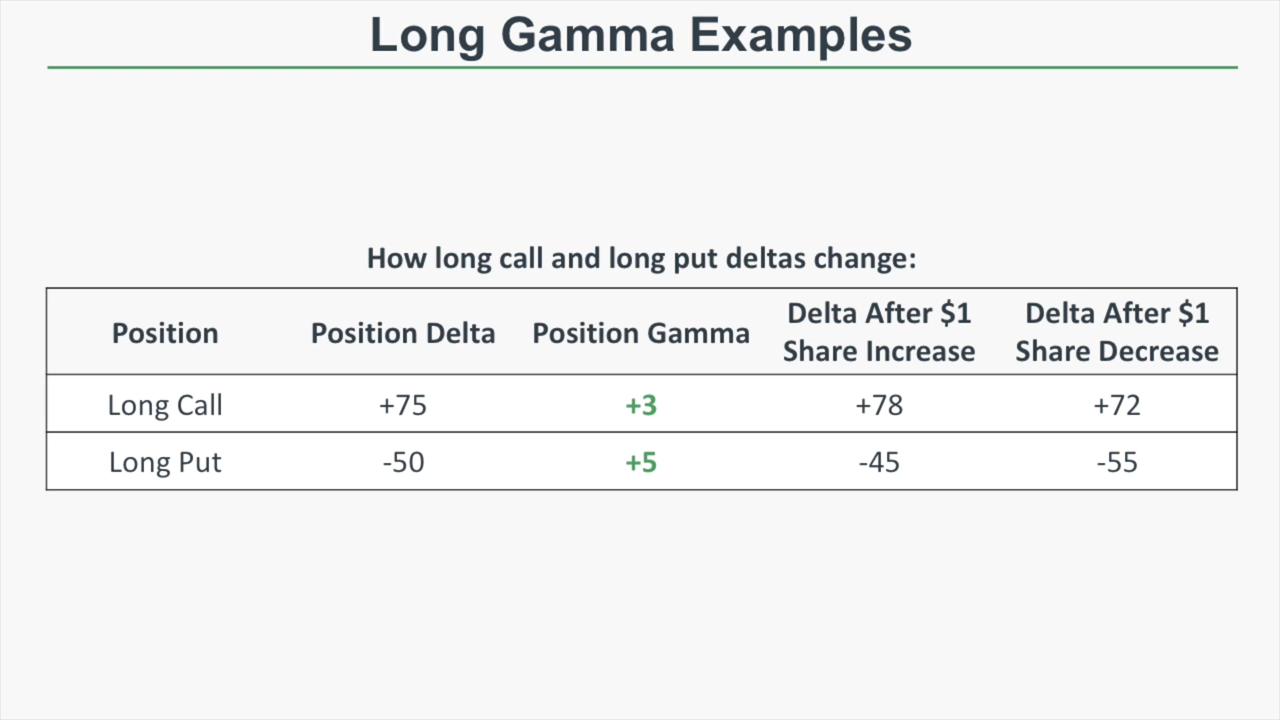 Long Gamma Examples
How long call and long put deltas change:
Position Position Delta Position Gamma Delta After $1 Share Increase Delta After $1 Share Decrease
Long Call +75 +3 +78 +72
Long Put -50 +5 -45 -55